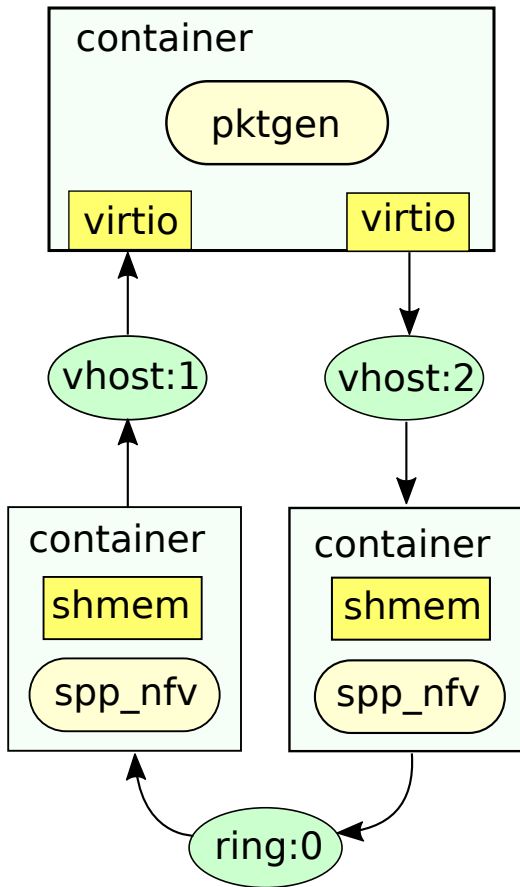 container
pktgen
virtio
virtio
vhost:1
vhost:2
container
container
shmem
shmem
spp_nfv
spp_nfv
ring:0